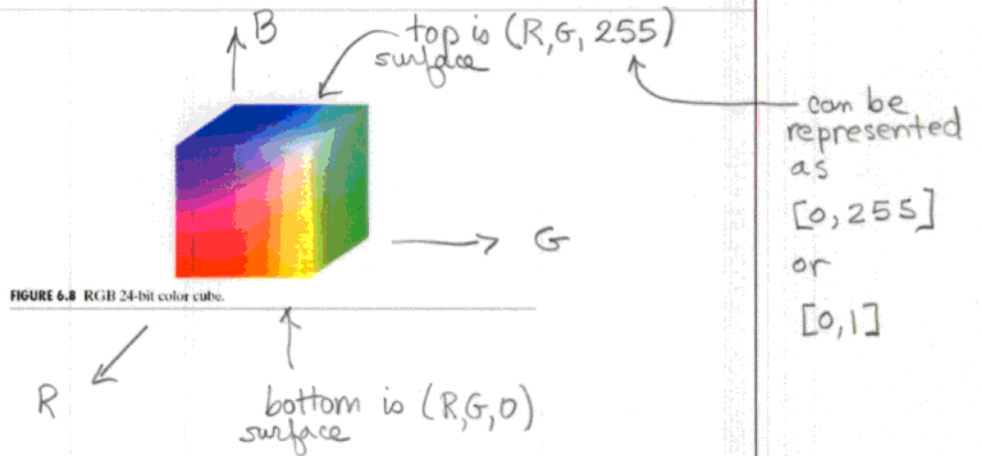 B
top is (R,G, 255)
surface
can be
represented
as
[0,255]
or
[0,1]
G
FIGURE 6.8 RGB 24-bit color cube.
R
bottom is (R,G,0)
surface